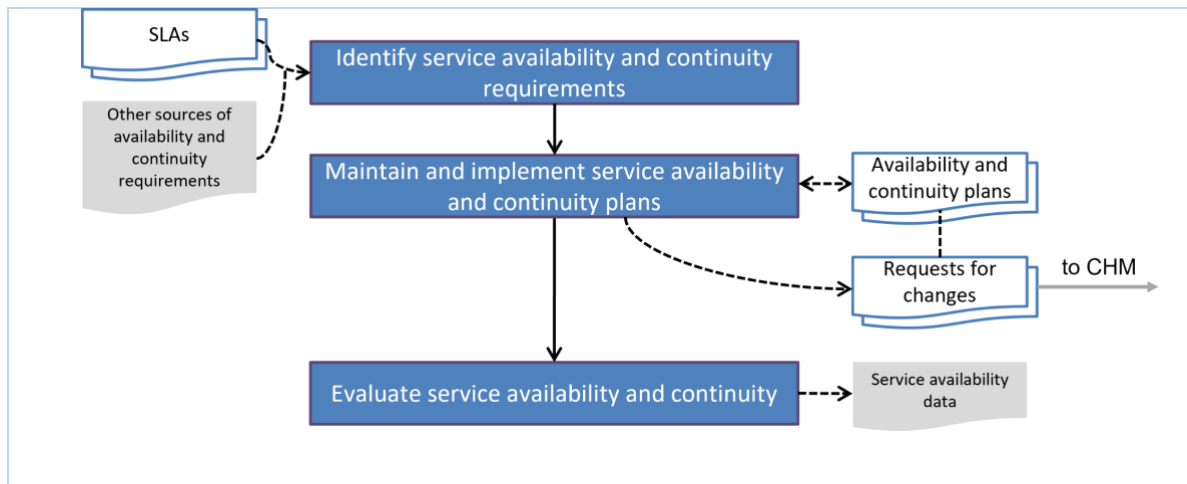 SLAs
Identify service availability and continuity
requirements
Other sources of
availability and
continuity
requirements
Maintain and implement service availability
and continuity plans
Availability and
continuity plans
Requests for
changes
to CHM
Evaluate service availability and continuity
Service availability
data